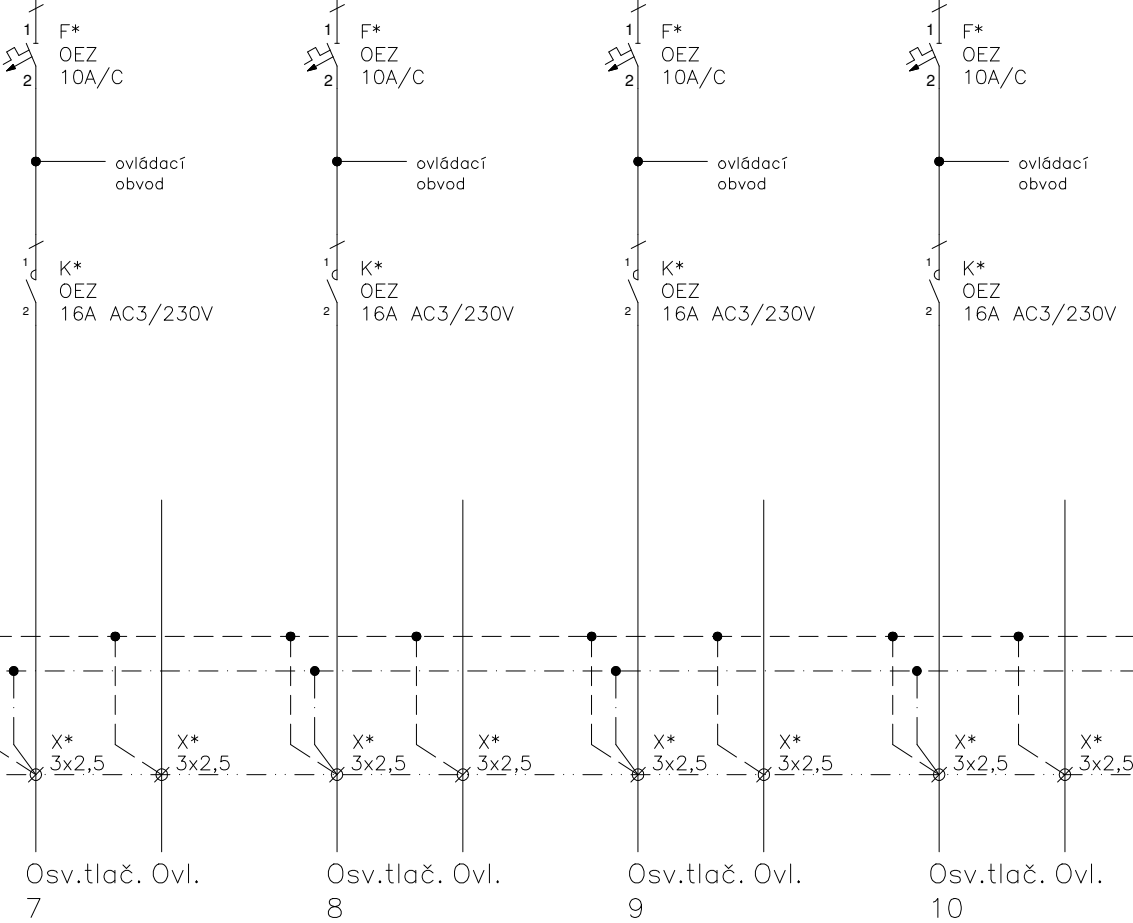 1 F* 1 F* 1 F* 1 F*
OEZ OEZ OEZ OEZ
2 10A/C 2 10A/C 2 10A/C 2 10A/C
ovládací ovládací ovládací ovládací
obvod obvod obvod obvod
1 K* 1 K* 1 K* 1 K*
OEZ OEZ OEZ OEZ
2 16A AC3/230V 2 16A AC3/230V 2 16A AC3/230V 2 16A AC3/230V
X* X* X* X* X* X* X* X*
3x2,5 3x2,5 3x2,5 3x2,5 3x2,5 3x2,5 3x2,5 3x2,5
Osv.tlač. Ovl. Osv.tlač. Ovl. Osv.tlač. Ovl. Osv.tlač. Ovl.
7 8 9 10